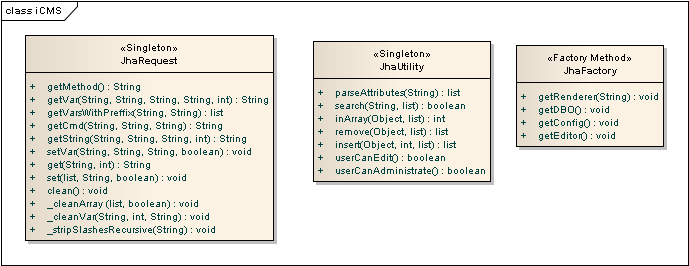 class iCMS
«Singleton»
JhaRequest
+ getMethod() : String
+ getVar(String, String, String, String, int) : String
+ getVarsWithPreffix(String, String) : list
+ getCmd(String, String, String) : String
+ getString(String, String, String, int) : String
+ setVar(String, String, String, boolean) : void
+ get(String, int) : String
+ set(list, String, boolean) : void
+ clean() : void
+ _cleanArray(list, boolean) : void
+ _cleanVar(String, int, String) : void
+ _stripSlashesRecursive(String) : void
«Singleton»
JhaUtility
+ parseAttributes(String) : list
+ search(String, list) : boolean
+ inArray(Object, list) : int
+ remove(Object, list) : list
+ insert(Object, int, list) : list
+ userCanEdit() : boolean
+ userCanAdministrate() : boolean
«Factory Method»
JhaFactory
+ getRenderer(String) : void
+ getDBO() : void
+ getConfig() : void
+ getEditor() : void